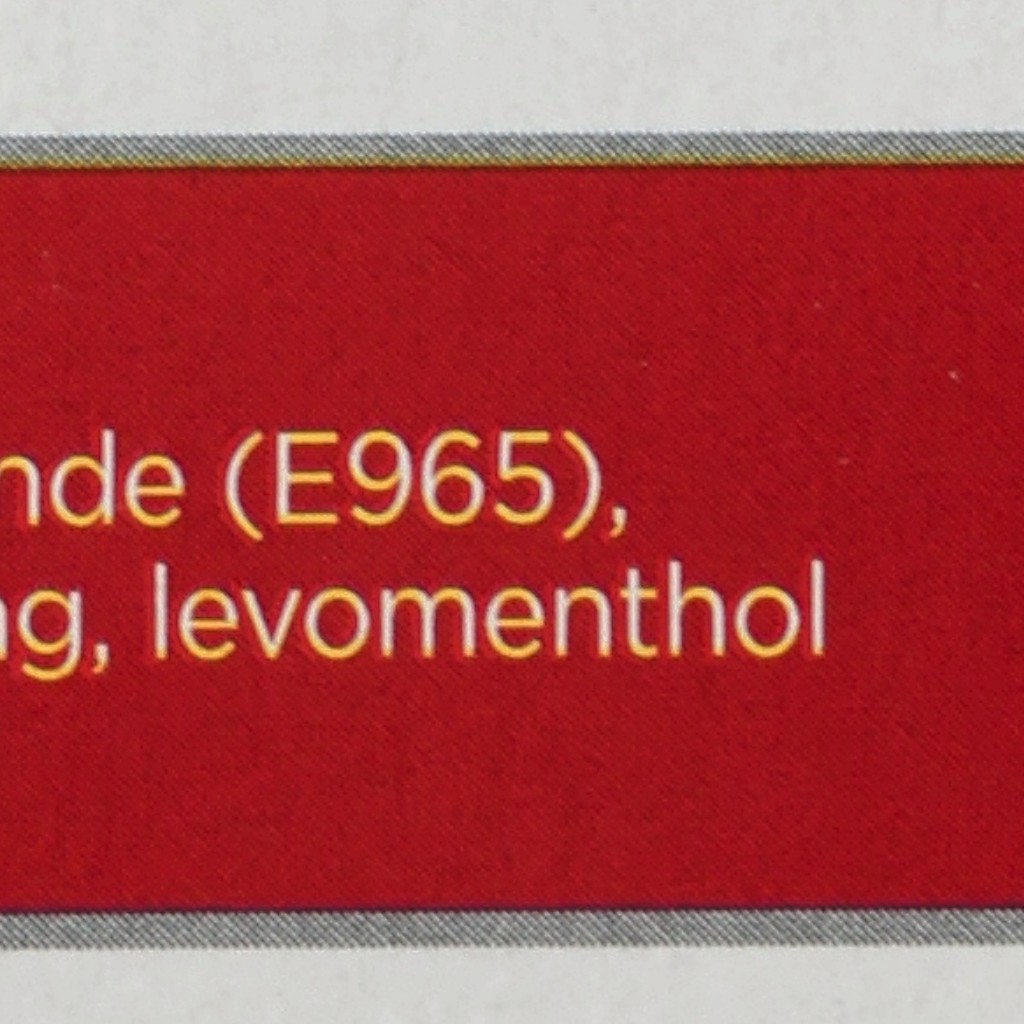 nde (E965),
ng, levomenthol